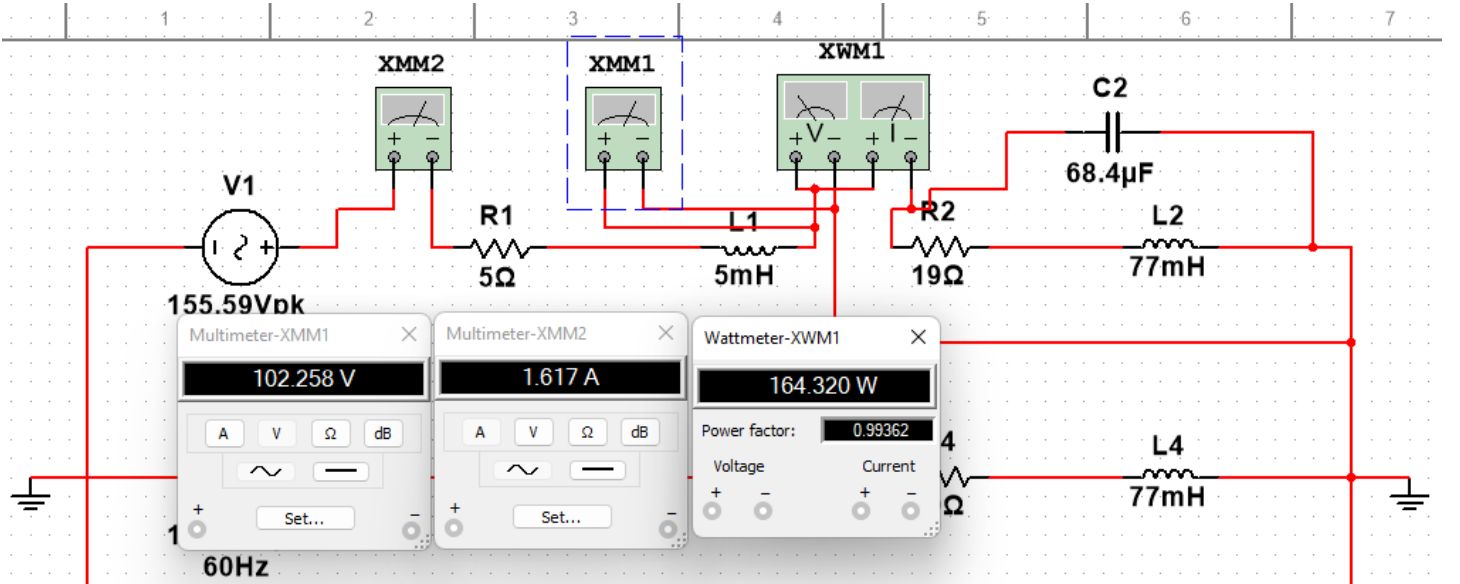 1 2 3 4 5 6 7
XMM2 XMM1 XWM1
+ − + − + V − + I −
C2
68.4µF
V1
R1 L1 R2 L2
5Ω 5mH 19Ω 77mH
155.59Vpk
Multimeter-XMM1
102.258 V
A V Ω dB
+ Set... −
Multimeter-XMM2
1.617 A
A V Ω dB
+ Set... −
Wattmeter-XWM1
164.320 W
Power factor: 0.99362
Voltage Current
+ − + −
4 L4
Ω 77mH
1
60Hz